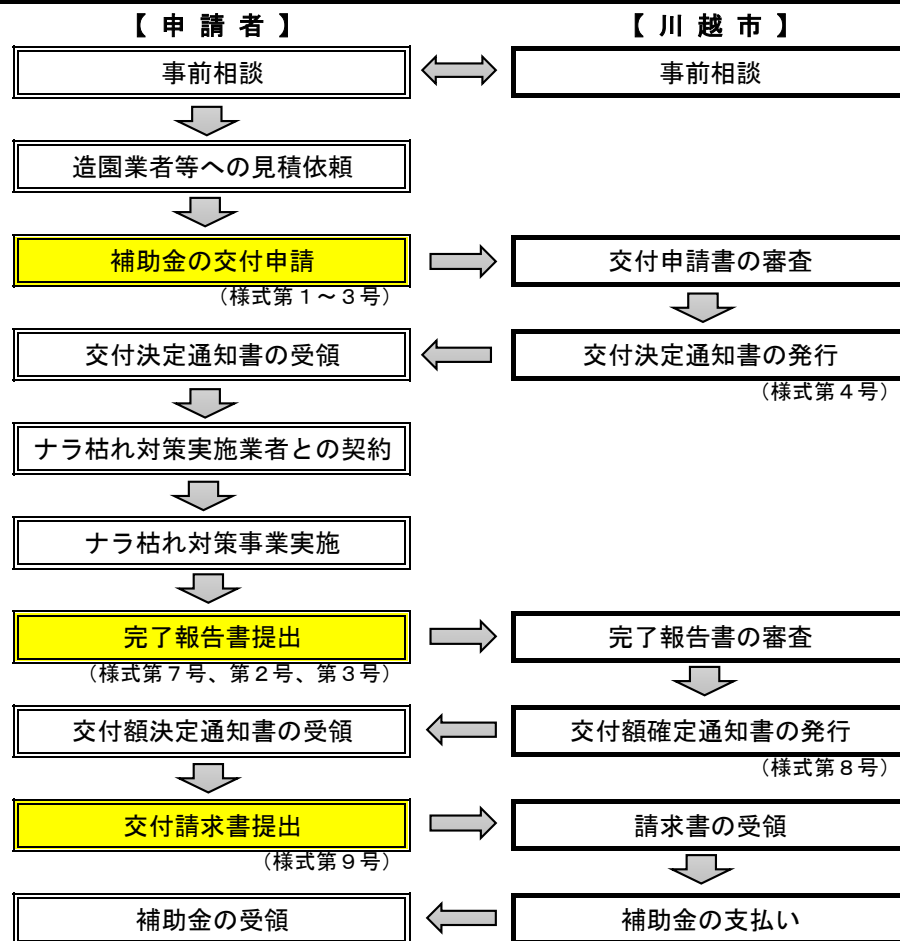 【 申 請 者 】
【 川 越 市 】
事前相談
事前相談
造園業者等への見積依頼
補助金の交付申請
交付申請書の審査
（様式第１～３号）
交付決定通知書の受領
交付決定通知書の発行
（様式第４号）
ナラ枯れ対策実施業者との契約
ナラ枯れ対策事業実施
完了報告書提出
完了報告書の審査
（様式第７号、第２号、第３号）
交付額決定通知書の受領
交付額確定通知書の発行
（様式第８号）
交付請求書提出
請求書の受領
（様式第９号）
補助金の受領
補助金の支払い